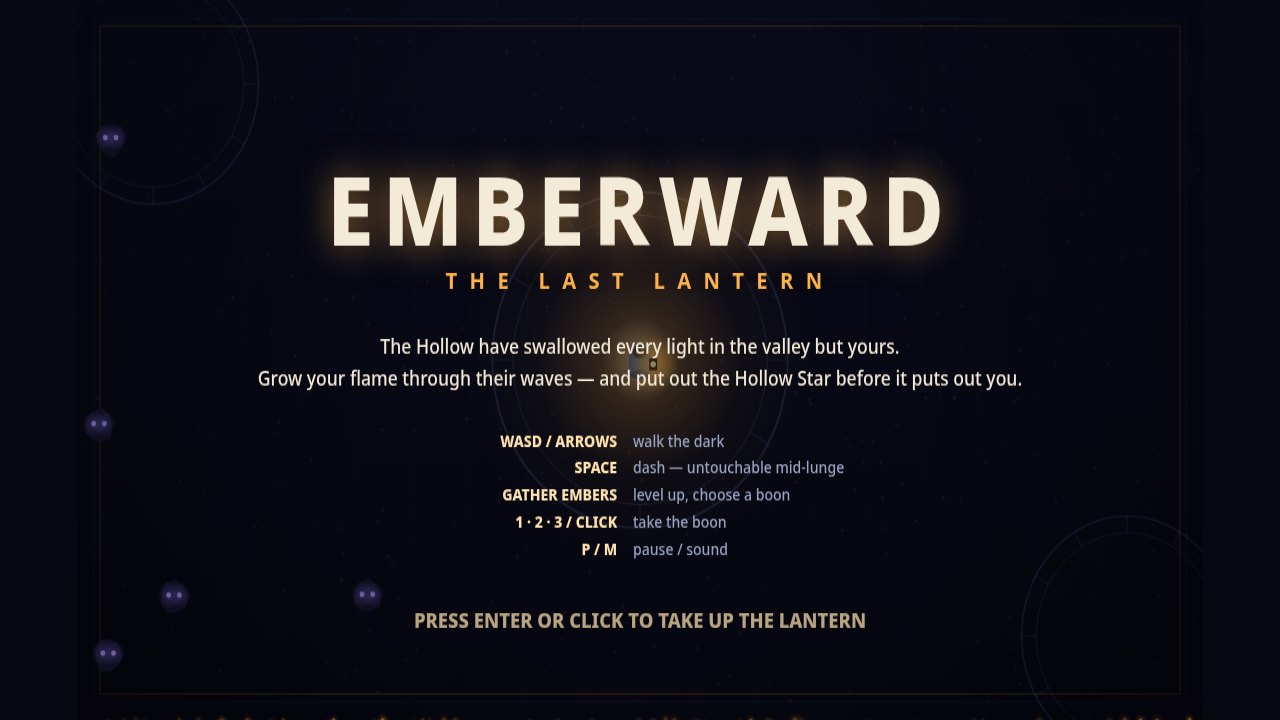 EMBERWARD
THE LAST LANTERN
The Hollow have swallowed every light in the valley but yours.
Grow your flame through their waves — and put out the Hollow Star before it puts out you.
WASD / ARROWS walk the dark
SPACE dash — untouchable mid-lunge
GATHER EMBERS level up, choose a boon
1 · 2 · 3 / CLICK take the boon
P / M pause / sound
PRESS ENTER OR CLICK TO TAKE UP THE LANTERN